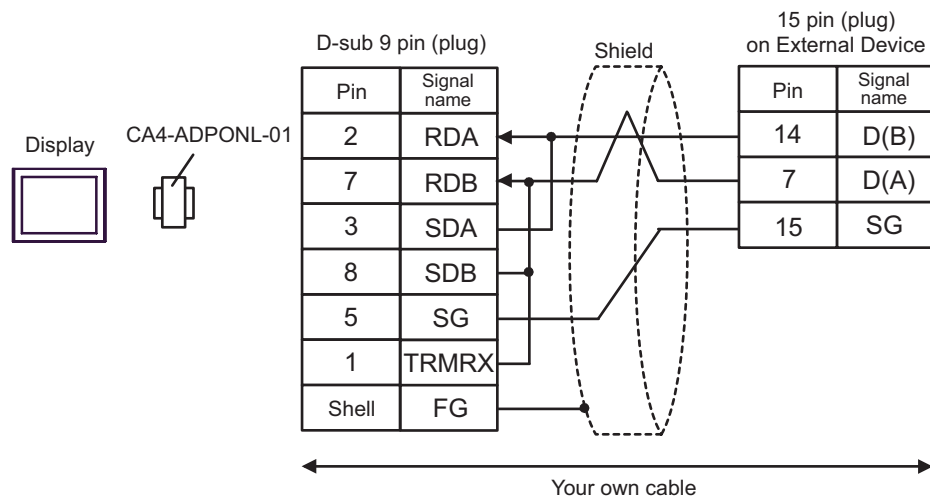 15 pin (plug)
on External Device
D-sub 9 pin (plug)
Shield
Pin Signal name
Pin Signal name
Display
CA4-ADPONL-01
2 RDA
14 D(B)
7 RDB
7 D(A)
3 SDA
15 SG
8 SDB
5 SG
1 TRMRX
Shell FG
Your own cable